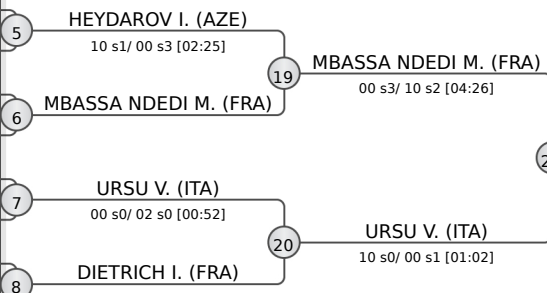 5
HEYDAROV I. (AZE)
10 s1/ 00 s3 [02:25]
19
MBASSA NDEDI M. (FRA)
00 s3/ 10 s2 [04:26]
6
MBASSA NDEDI M. (FRA)
7
URSU V. (ITA)
00 s0/ 02 s0 [00:52]
20
URSU V. (ITA)
10 s0/ 00 s1 [01:02]
8
DIETRICH I. (FRA)